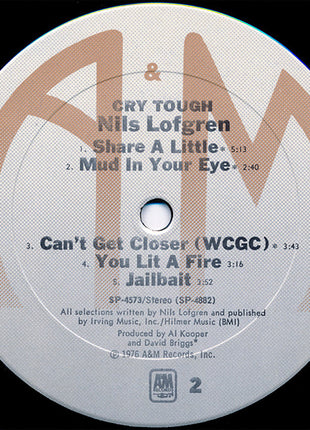 A & M
CRY TOUGH
Nils Lofgren
1. Share A Little* 5:13
2. Mud In Your Eye* 2:40
3. Can't Get Closer (WCGC)* 3:43
4. You Lit A Fire 3:16
5. Jailbait 3:52
SP-4573/Stereo (SP-4882)
All selections written by Nils Lofgren and published
by Irving Music, Inc./Hilmer Music (BMI)
Produced by Al Kooper
and David Briggs*
© 1976 A&M Records, Inc.
A&M
RECORDS
2